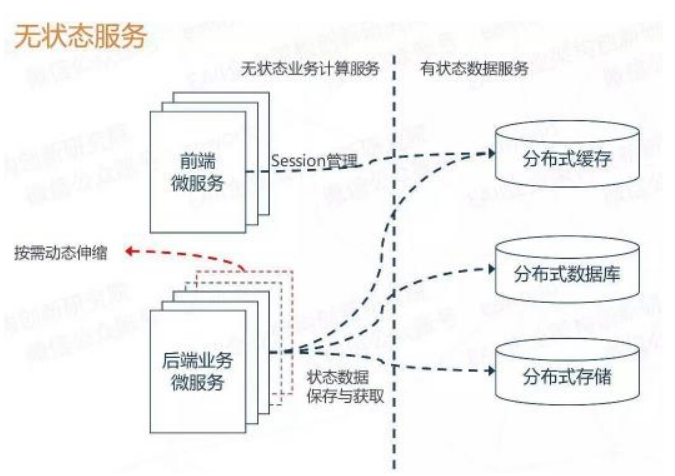 无状态服务
无状态业务计算服务
有状态数据服务
前端
微服务
Session管理
分布式缓存
按需动态伸缩
分布式数据库
后端业务
微服务
状态数据
保存与获取
分布式存储